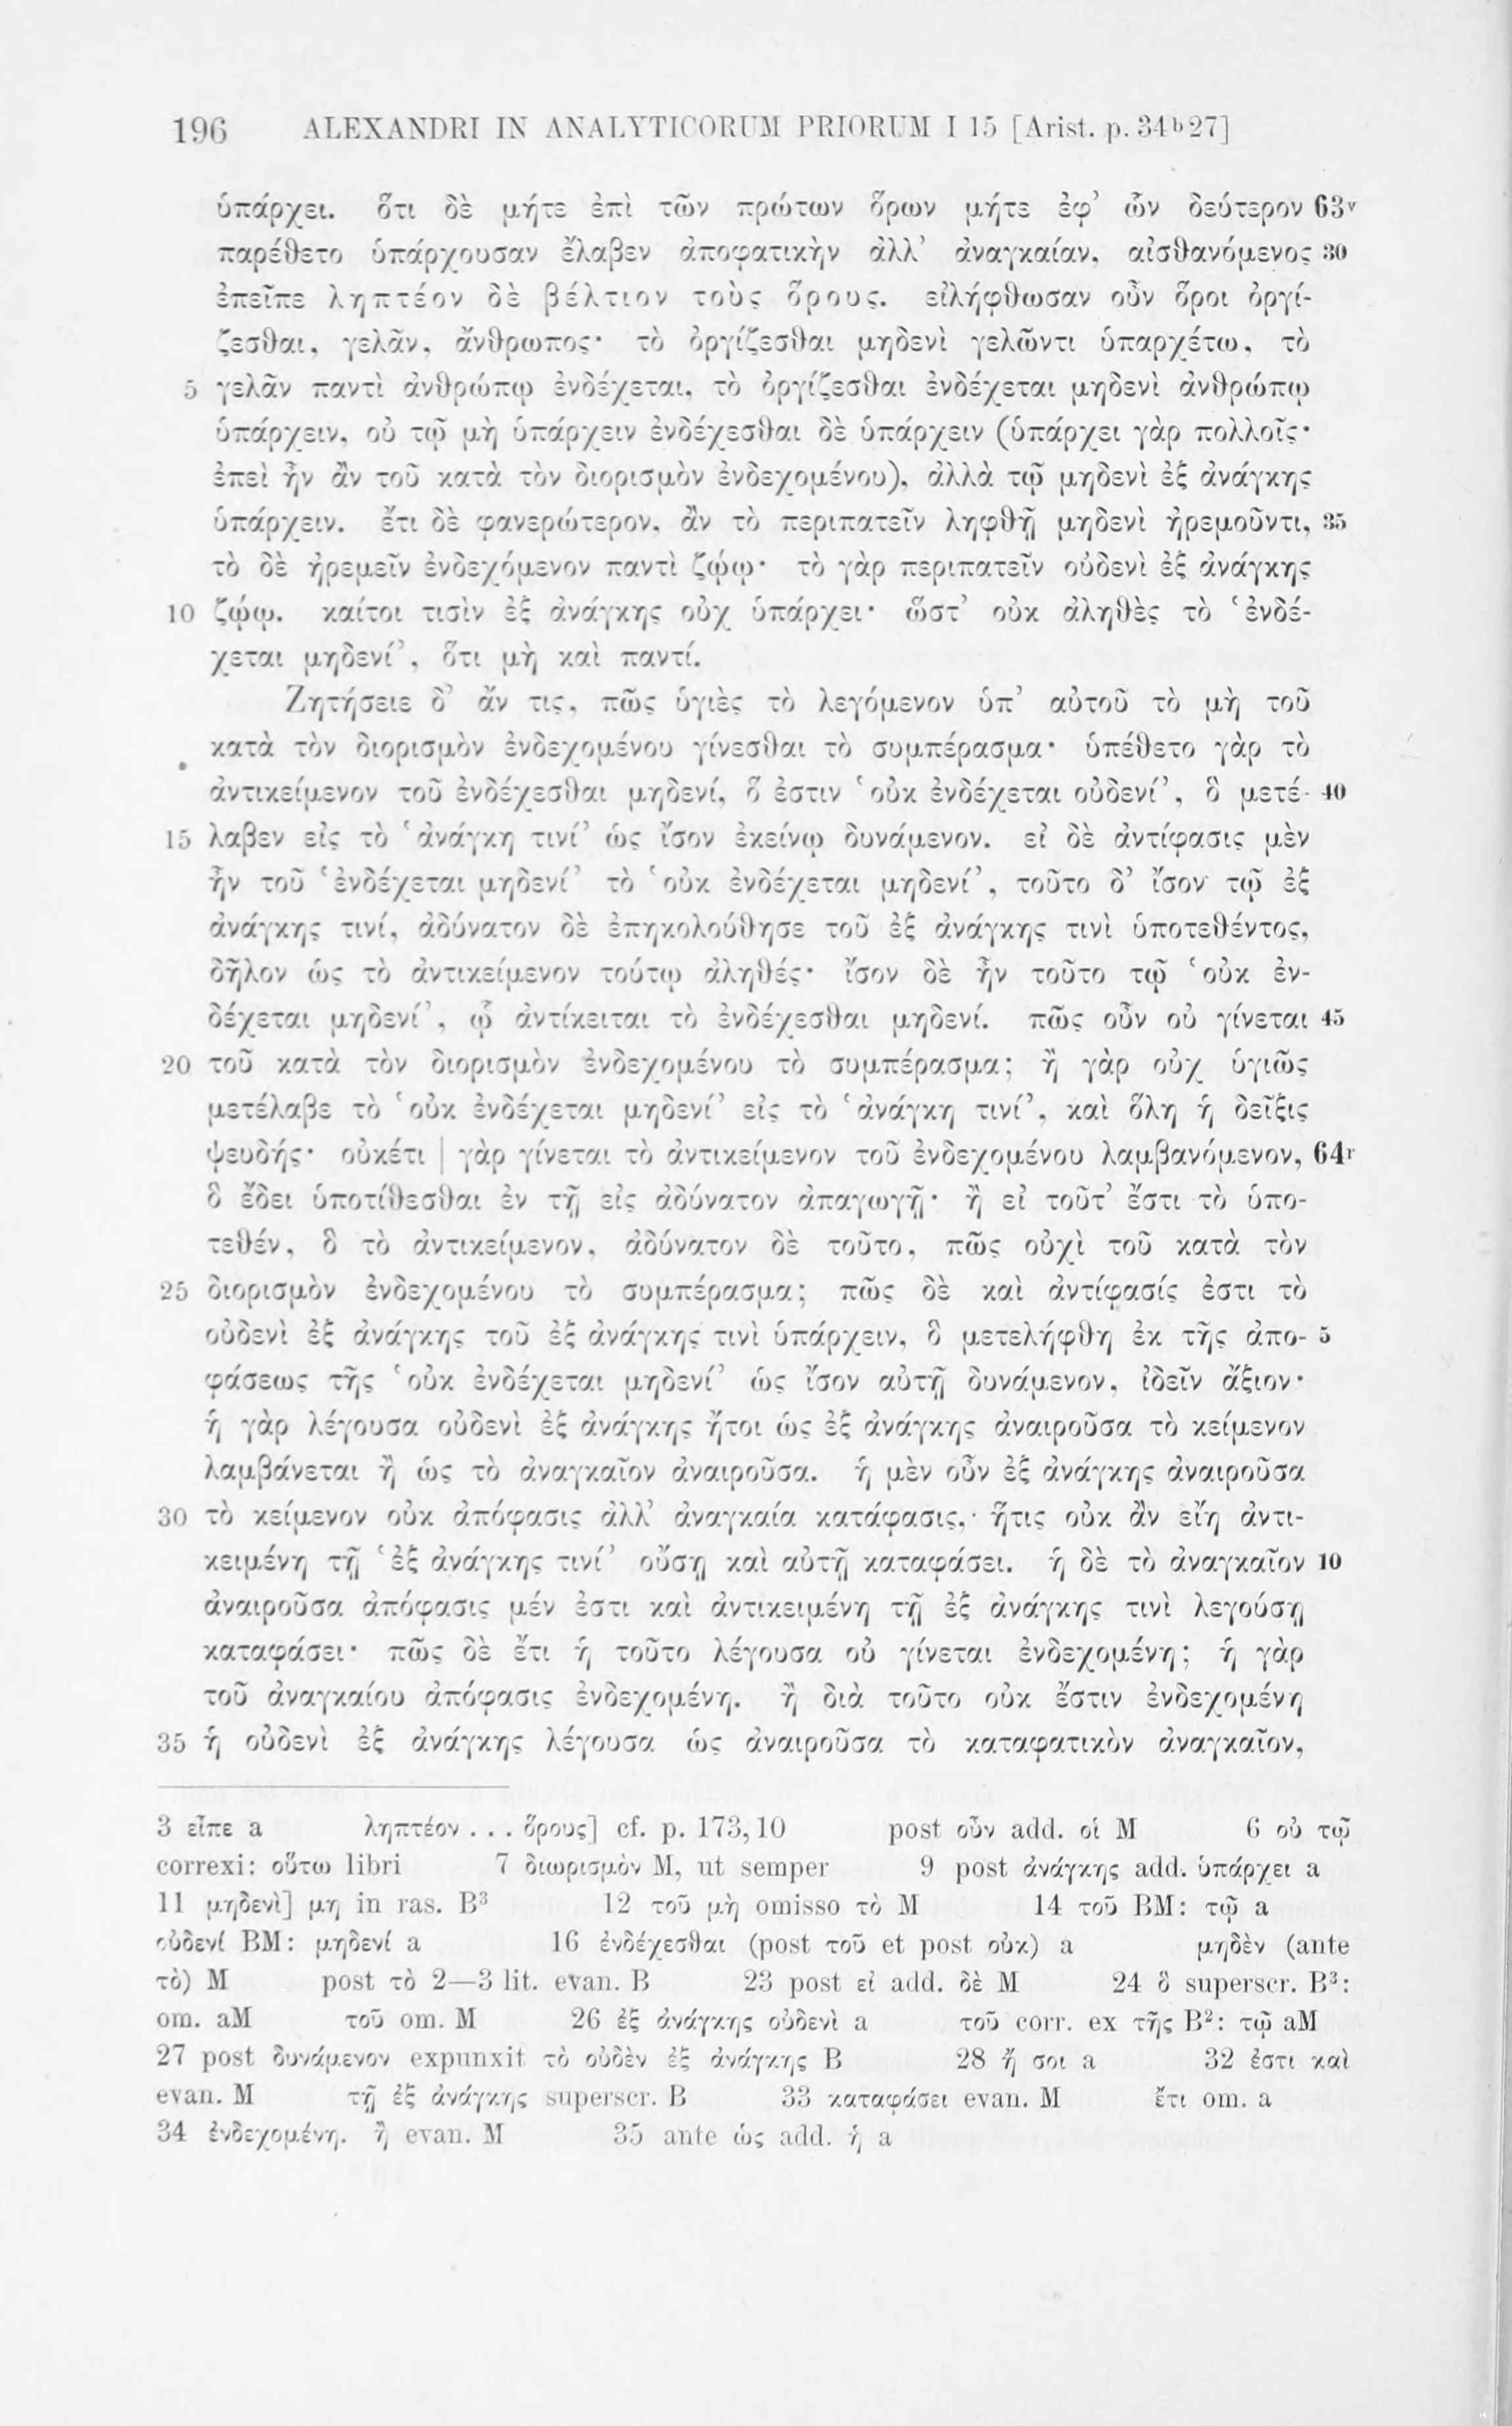 196 ALEXANDRI IN ANALYTICORUM PRIORUM I 15 [Arist. p. 34ᵇ27]
ὑπάρχει. ὅτι δὲ μήτε ἐπὶ τῶν πρώτων ὅρων μήτε ἐφ’ ὧν δεύτερον 63ᵛ
παρέθετο ὑπάρχουσαν ἔλαβεν ἀποφατικὴν ἀλλ’ ἀναγκαίαν, αἰσθανόμενος 30
ἐπεῖπε ληπτέον δὲ βέλτιον τοὺς ὅρους. εἰλήφθωσαν οὖν ὅροι ὀργί-
ζεσθαι, γελᾶν, ἄνθρωπος· τὸ ὀργίζεσθαι μηδενὶ γελῶντι ὑπαρχέτω, τὸ
5 γελᾶν παντὶ ἀνθρώπῳ ἐνδέχεται, τὸ ὀργίζεσθαι ἐνδέχεται μηδενὶ ἀνθρώπῳ
ὑπάρχειν, οὐ τῷ μὴ ὑπάρχειν ἐνδέχεσθαι δὲ ὑπάρχειν (ὑπάρχει γὰρ πολλοῖς·
ἐπεὶ ἦν ἂν τοῦ κατὰ τὸν διορισμὸν ἐνδεχομένου), ἀλλὰ τῷ μηδενὶ ἐξ ἀνάγκης
ὑπάρχειν. ἔτι δὲ φανερώτερον, ἂν τὸ περιπατεῖν ληφθῇ μηδενὶ ἠρεμοῦντι, 35
τὸ δὲ ἠρεμεῖν ἐνδεχόμενον παντὶ ζῴῳ· τὸ γὰρ περιπατεῖν οὐδενὶ ἐξ ἀνάγκης
10 ζῴῳ. καίτοι τισὶν ἐξ ἀνάγκης οὐχ ὑπάρχει· ὥστ’ οὐκ ἀληθὲς τὸ ‘ἐνδέ-
χεται μηδενί’, ὅτι μὴ καὶ παντί.
Ζητήσειε δ’ ἄν τις, πῶς ὑγιὲς τὸ λεγόμενον ὑπ’ αὐτοῦ τὸ μὴ τοῦ
κατὰ τὸν διορισμὸν ἐνδεχομένου γίνεσθαι τὸ συμπέρασμα· ὑπέθετο γὰρ τὸ
ἀντικείμενον τοῦ ἐνδέχεσθαι μηδενί, ὅ ἐστιν ‘οὐκ ἐνδέχεται οὐδενί’, ὃ μετέ- 40
15 λαβεν εἰς τὸ ‘ἀνάγκη τινί’ ὡς ἴσον ἐκείνῳ δυνάμενον. εἰ δὲ ἀντίφασις μὲν
ἦν τοῦ ‘ἐνδέχεται μηδενί’ τὸ ‘οὐκ ἐνδέχεται μηδενί’, τοῦτο δ’ ἴσον τῷ ἐξ
ἀνάγκης τινί, ἀδύνατον δὲ ἐπηκολούθησε τοῦ ἐξ ἀνάγκης τινὶ ὑποτεθέντος,
δῆλον ὡς τὸ ἀντικείμενον τούτῳ ἀληθές· ἴσον δὲ ἦν τοῦτο τῷ ‘οὐκ ἐν-
δέχεται μηδενί’, ᾧ ἀντίκειται τὸ ἐνδέχεσθαι μηδενί. πῶς οὖν οὐ γίνεται 45
20 τοῦ κατὰ τὸν διορισμὸν ἐνδεχομένου τὸ συμπέρασμα; ἢ γὰρ οὐχ ὑγιῶς
μετέλαβε τὸ ‘οὐκ ἐνδέχεται μηδενί’ εἰς τὸ ‘ἀνάγκη τινί’, καὶ ὅλη ἡ δεῖξις
ψευδής· οὐκέτι | γὰρ γίνεται τὸ ἀντικείμενον τοῦ ἐνδεχομένου λαμβανόμενον, 64ʳ
ὃ ἔδει ὑποτίθεσθαι ἐν τῇ εἰς ἀδύνατον ἀπαγωγῇ· ἢ εἰ τοῦτ’ ἔστι τὸ ὑπο-
τεθέν, ὃ τὸ ἀντικείμενον, ἀδύνατον δὲ τοῦτο, πῶς οὐχὶ τοῦ κατὰ τὸν
25 διορισμὸν ἐνδεχομένου τὸ συμπέρασμα; πῶς δὲ καὶ ἀντίφασίς ἐστι τὸ
οὐδενὶ ἐξ ἀνάγκης τοῦ ἐξ ἀνάγκης τινὶ ὑπάρχειν, ὃ μετελήφθη ἐκ τῆς ἀπο- 5
φάσεως τῆς ‘οὐκ ἐνδέχεται μηδενί’ ὡς ἴσον αὐτῇ δυνάμενον, ἰδεῖν ἄξιον·
ἡ γὰρ λέγουσα οὐδενὶ ἐξ ἀνάγκης ἤτοι ὡς ἐξ ἀνάγκης ἀναιροῦσα τὸ κείμενον
λαμβάνεται ἢ ὡς τὸ ἀναγκαῖον ἀναιροῦσα. ἡ μὲν οὖν ἐξ ἀνάγκης ἀναιροῦσα
30 τὸ κείμενον οὐκ ἀπόφασις ἀλλ’ ἀναγκαία κατάφασις, ἥτις οὐκ ἂν εἴη ἀντι-
κειμένη τῇ ‘ἐξ ἀνάγκης τινί’ οὔσῃ καὶ αὐτῇ καταφάσει. ἡ δὲ τὸ ἀναγκαῖον 10
ἀναιροῦσα ἀπόφασις μέν ἐστι καὶ ἀντικειμένη τῇ ἐξ ἀνάγκης τινὶ λεγούσῃ
καταφάσει· πῶς δὲ ἔτι ἡ τοῦτο λέγουσα οὐ γίνεται ἐνδεχομένη; ἡ γὰρ
τοῦ ἀναγκαίου ἀπόφασις ἐνδεχομένη. ἢ διὰ τοῦτο οὐκ ἔστιν ἐνδεχομένη
35 ἡ οὐδενὶ ἐξ ἀνάγκης λέγουσα ὡς ἀναιροῦσα τὸ καταφατικὸν ἀναγκαῖον,
3 εἶπε a ληπτέον . . . ὅρους] cf. p. 173,10 post οὖν add. οἱ M 6 οὐ τῷ
correxi: οὕτω libri 7 διωρισμὸν M, ut semper 9 post ἀνάγκης add. ὑπάρχει a
11 μηδενὶ] μη in ras. B³ 12 τοῦ μὴ omisso τὸ M 14 τοῦ BM: τῷ a
οὐδενί BM: μηδενί a 16 ἐνδέχεσθαι (post τοῦ et post οὐκ) a μηδὲν (ante
τὸ) M post τὸ 2—3 lit. evan. B 23 post εἰ add. δὲ M 24 ὃ superscr. B³:
om. aM τοῦ om. M 26 ἐξ ἀνάγκης οὐδενὶ a τοῦ corr. ex τῆς B²: τῷ aM
27 post δυνάμενον expunxit τὸ οὐδὲν ἐξ ἀνάγκης B 28 ἤ σοι a 32 ἐστι καὶ
evan. M τῇ ἐξ ἀνάγκης superscr. B 33 καταφάσει evan. M ἔτι om. a
34 ἐνδεχομένη. ἢ evan. M 35 ante ὡς add. ἡ a